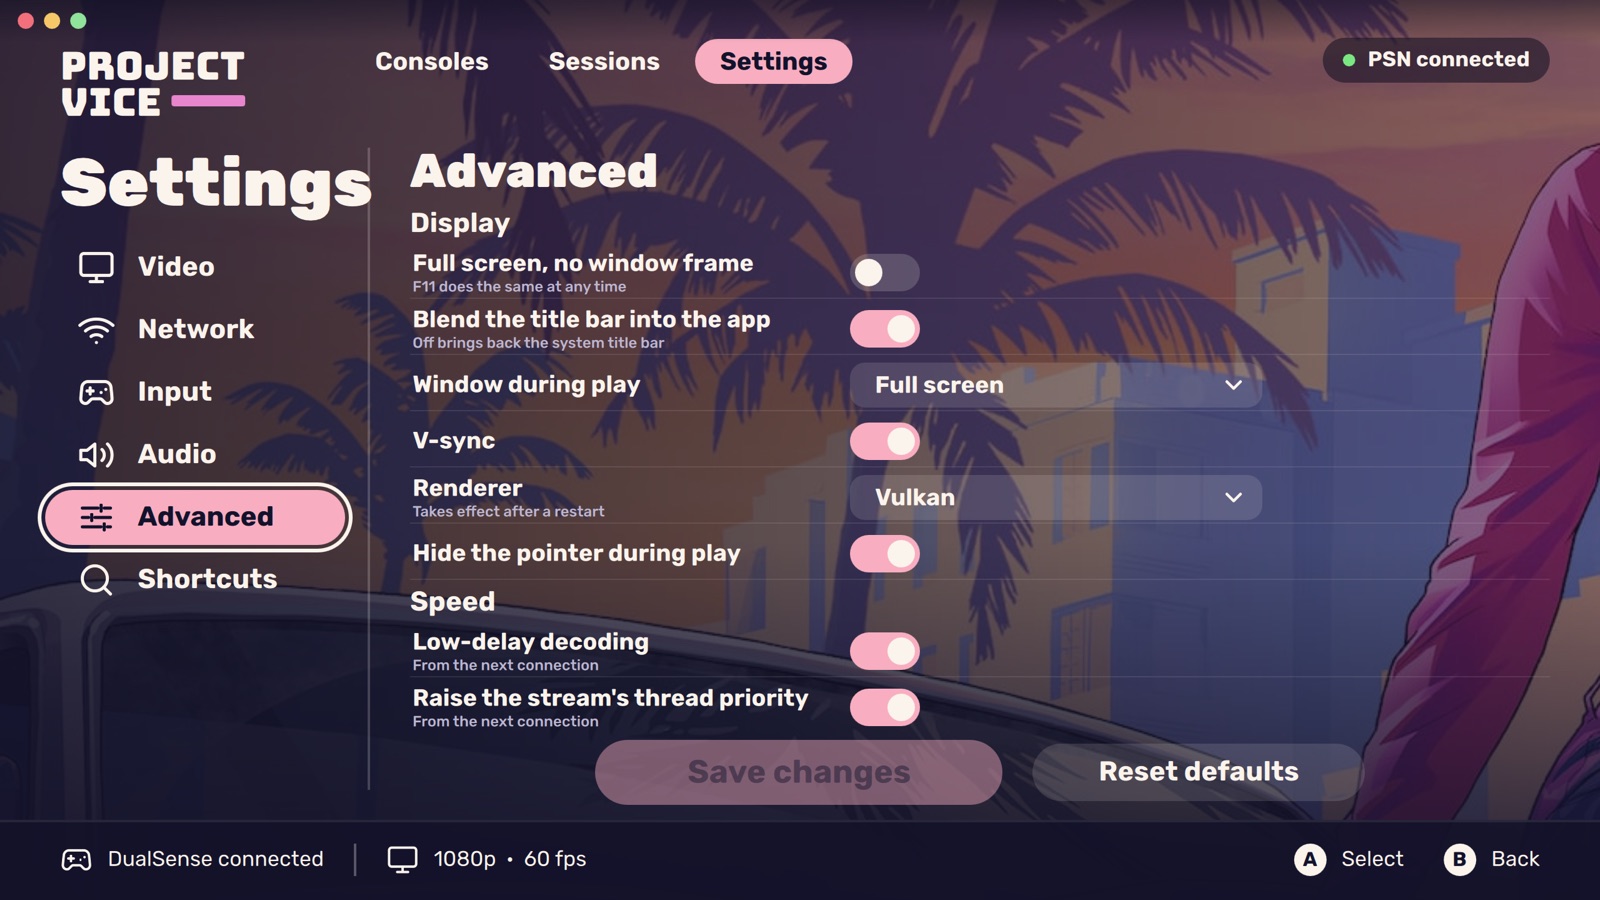 PROJECT
VICE
Consoles
Sessions
Settings
PSN connected
Settings
Video
Network
Input
Audio
Advanced
Shortcuts
Advanced
Display
Full screen, no window frame
F11 does the same at any time
Blend the title bar into the app
Off brings back the system title bar
Window during play
Full screen
V-sync
Renderer
Takes effect after a restart
Vulkan
Hide the pointer during play
Speed
Low-delay decoding
From the next connection
Raise the stream's thread priority
From the next connection
Save changes
Reset defaults
DualSense connected
1080p • 60 fps
A Select
B Back